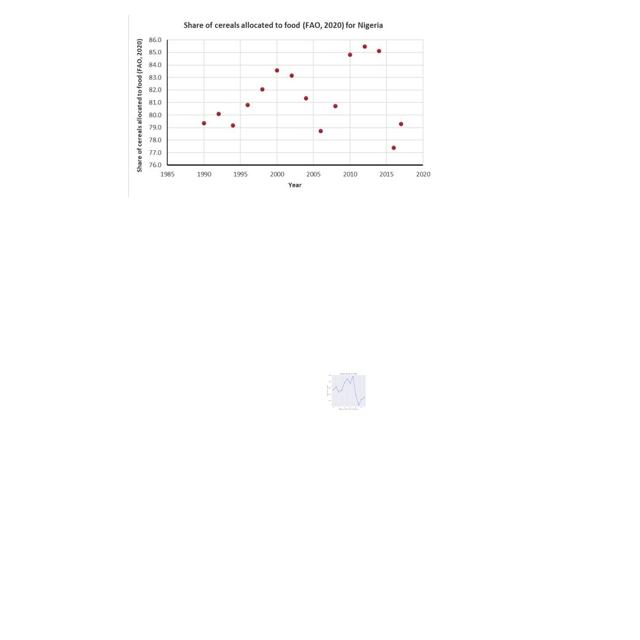 Share of cereals allocated to food (FAO, 2020) for Nigeria
Share of cereals allocated to food (FAO, 2020)
86.0
85.0
84.0
83.0
82.0
81.0
80.0
79.0
78.0
77.0
76.0
1985 1990 1995 2000 2005 2010 2015 2020
Year